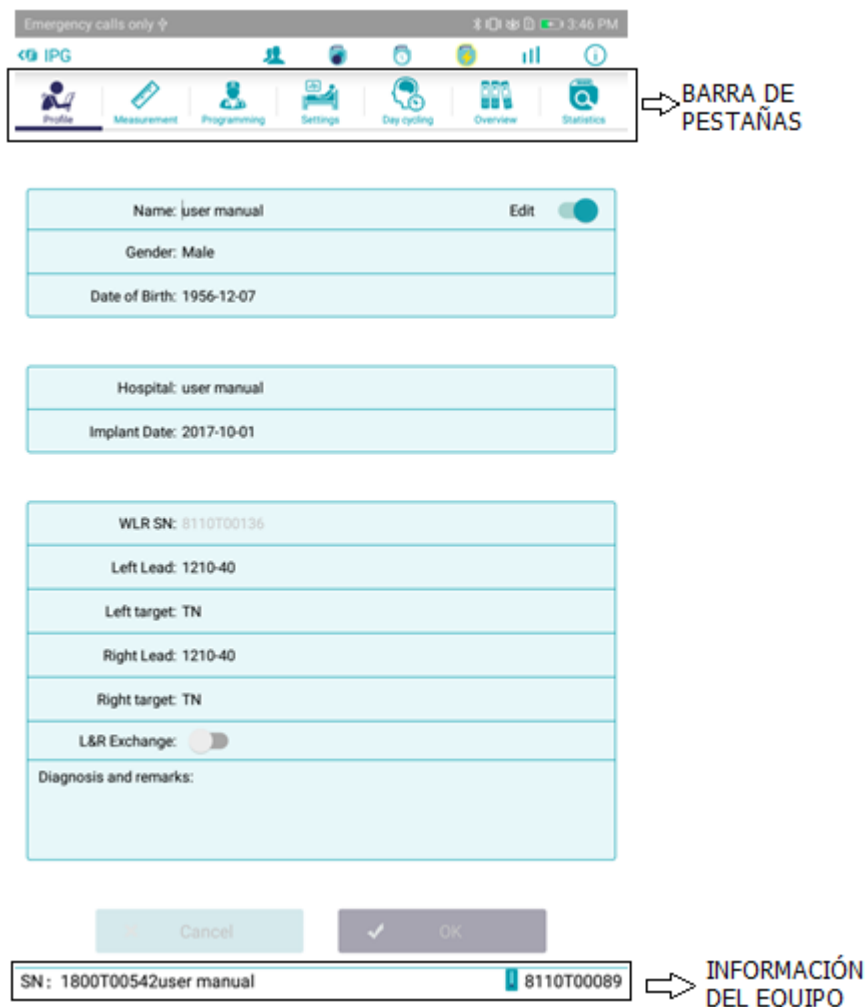 Emergency calls only 3:46 PM
IPG
Profile Measurement Programming Settings Day cycling Overview Statistics
BARRA DE
PESTAÑAS
Name: user manual Edit
Gender: Male
Date of Birth: 1956-12-07
Hospital: user manual
Implant Date: 2017-10-01
WLR SN: 8110T00136
Left Lead: 1210-40
Left target: TN
Right Lead: 1210-40
Right target: TN
L&R Exchange:
Diagnosis and remarks:
Cancel OK
SN: 1800T00542user manual 8110T00089
INFORMACIÓN
DEL EQUIPO